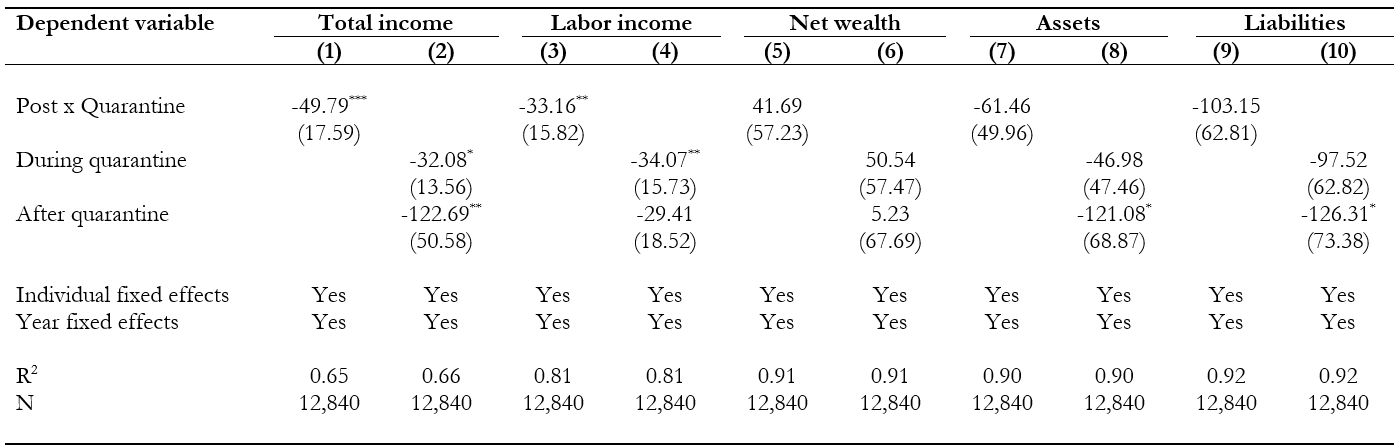 Dependent variable Total income Labor income Net wealth Assets Liabilities
(1) (2) (3) (4) (5) (6) (7) (8) (9) (10)
Post x Quarantine -49.79*** -33.16** 41.69 -61.46 -103.15
(17.59) (15.82) (57.23) (49.96) (62.81)
During quarantine -32.08* -34.07** 50.54 -46.98 -97.52
(13.56) (15.73) (57.47) (47.46) (62.82)
After quarantine -122.69** -29.41 5.23 -121.08* -126.31*
(50.58) (18.52) (67.69) (68.87) (73.38)
Individual fixed effects Yes Yes Yes Yes Yes Yes Yes Yes Yes Yes
Year fixed effects Yes Yes Yes Yes Yes Yes Yes Yes Yes Yes
R² 0.65 0.66 0.81 0.81 0.91 0.91 0.90 0.90 0.92 0.92
N 12,840 12,840 12,840 12,840 12,840 12,840 12,840 12,840 12,840 12,840